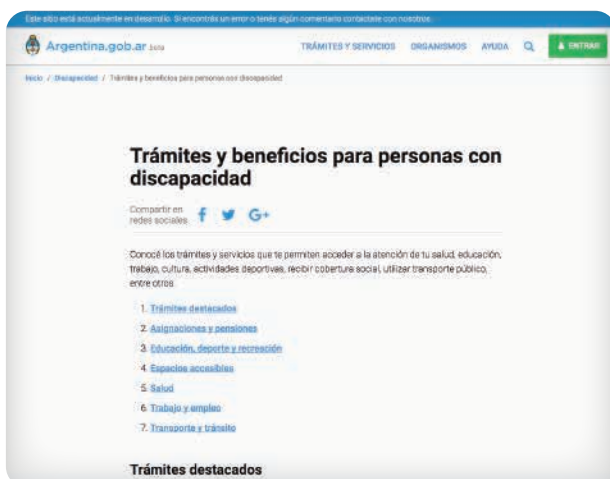 Este sitio está actualmente en desarrollo. Si encontrás un error o tenés algún comentario contactate con nosotros.
Argentina.gob.ar beta
TRÁMITES Y SERVICIOS ORGANISMOS AYUDA ENTRAR
Inicio / Discapacidad / Trámites y beneficios para personas con discapacidad
Trámites y beneficios para personas con
discapacidad
Compartir en
redes sociales
Conocé los trámites y servicios que te permiten acceder a la atención de tu salud, educación,
trabajo, cultura, actividades deportivas, recibir cobertura social, utilizar transporte público,
entre otros.
1. Trámites destacados
2. Asignaciones y pensiones
3. Educación, deporte y recreación
4. Espacios accesibles
5. Salud
6. Trabajo y empleo
7. Transporte y tránsito
Trámites destacados